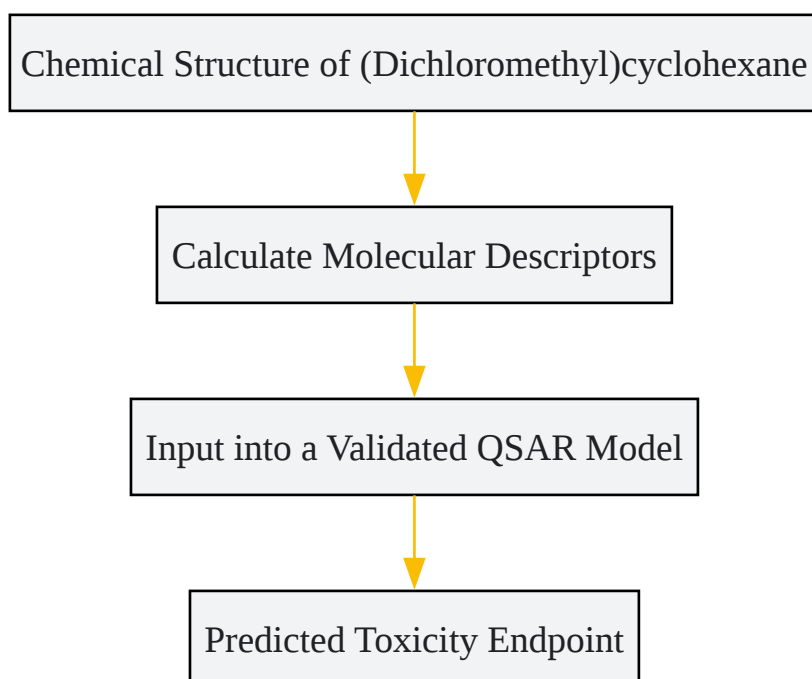 Chemical Structure of (Dichloromethyl)cyclohexane
Calculate Molecular Descriptors
Input into a Validated QSAR Model
Predicted Toxicity Endpoint